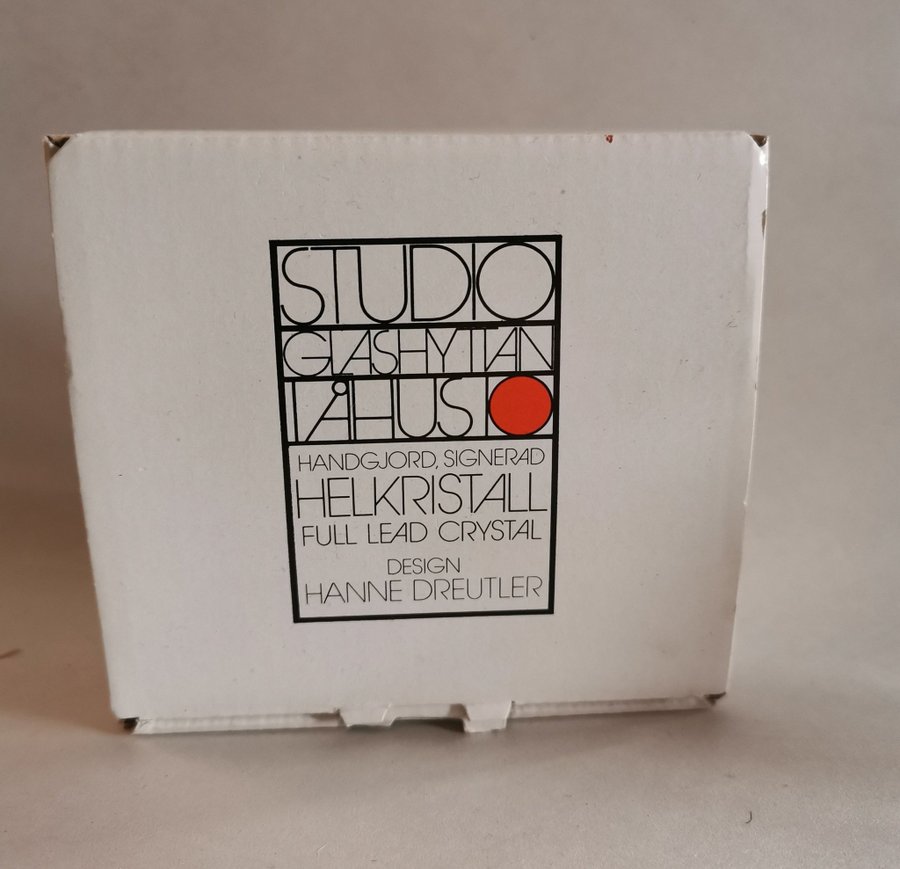 STUDIO
GLASHYTTAN
I ÅHUS
HANDGJORD, SIGNERAD
HELKRISTALL
FULL LEAD CRYSTAL
DESIGN
HANNE DREUTLER